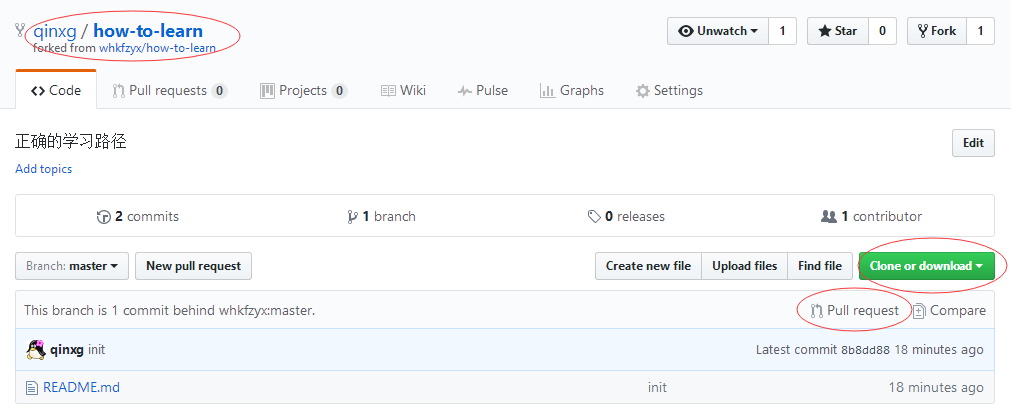 qinxg / how-to-learn
forked from whkfzyx/how-to-learn
Unwatch 1 Star 0 Fork 1
Code Pull requests 0 Projects 0 Wiki Pulse Graphs Settings
正确的学习路径
Edit
Add topics
2 commits 1 branch 0 releases 1 contributor
Branch: master New pull request Create new file Upload files Find file Clone or download
This branch is 1 commit behind whkfzyx:master. Pull request Compare
qinxg init Latest commit 8b8dd88 18 minutes ago
README.md init 18 minutes ago